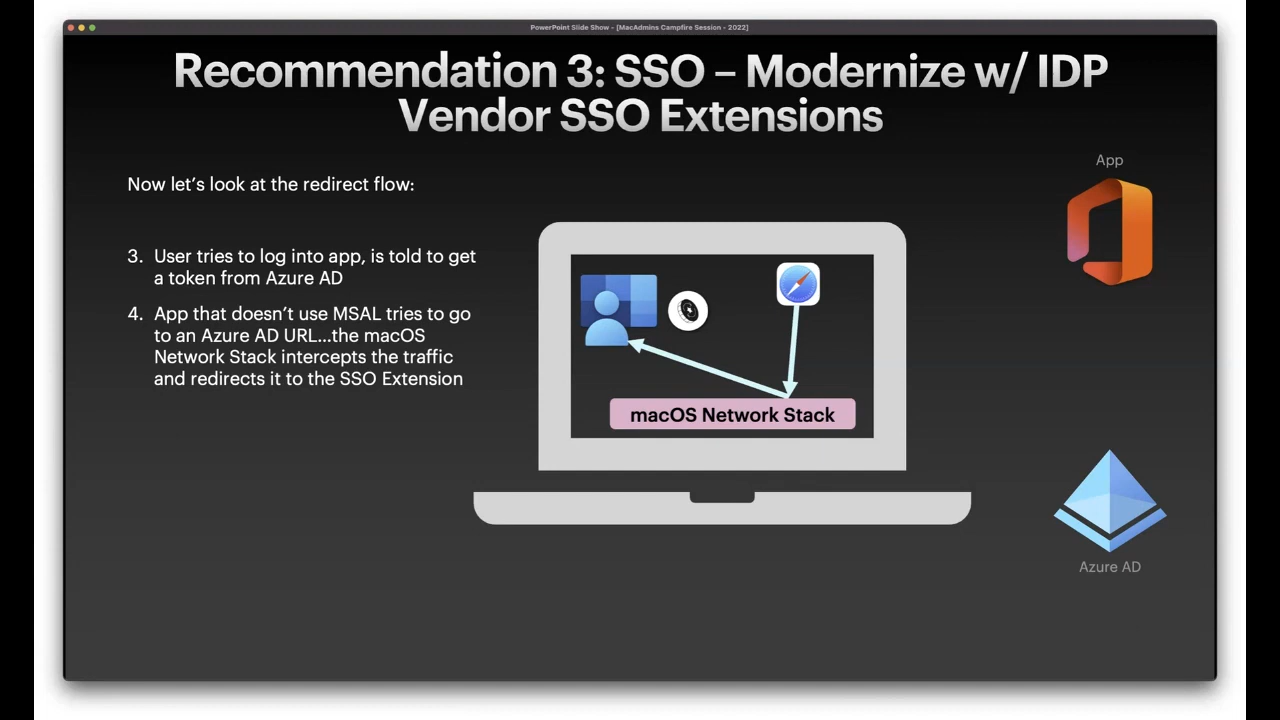 PowerPoint Slide Show - [MacAdmins Campfire Session - 2022]
Recommendation 3: SSO – Modernize w/ IDP
Vendor SSO Extensions
Now let’s look at the redirect flow:
3. User tries to log into app, is told to get
a token from Azure AD
4. App that doesn’t use MSAL tries to go
to an Azure AD URL...the macOS
Network Stack intercepts the traffic
and redirects it to the SSO Extension
macOS Network Stack
App
Azure AD